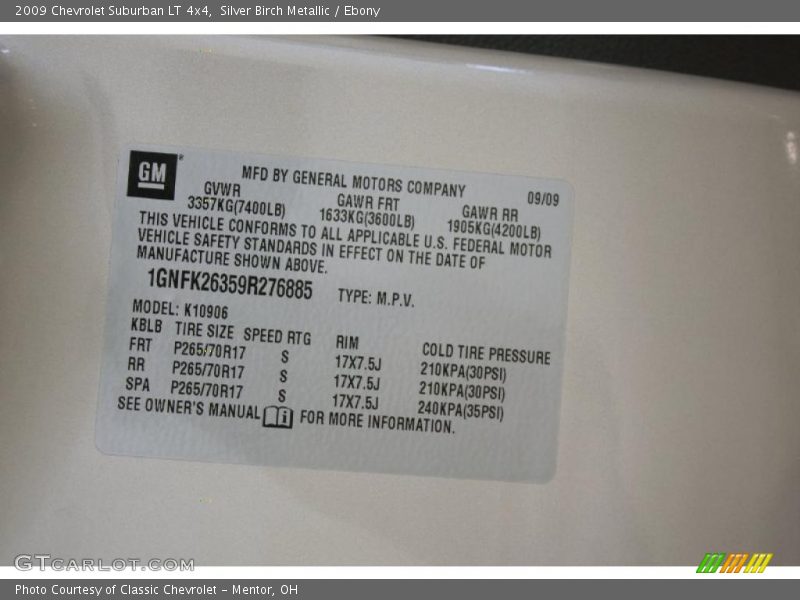 2009 Chevrolet Suburban LT 4x4, Silver Birch Metallic / Ebony
GM
MFD BY GENERAL MOTORS COMPANY 09/09
GVWR GAWR FRT GAWR RR
3357KG(7400LB) 1633KG(3600LB) 1905KG(4200LB)
THIS VEHICLE CONFORMS TO ALL APPLICABLE U.S. FEDERAL MOTOR
VEHICLE SAFETY STANDARDS IN EFFECT ON THE DATE OF
MANUFACTURE SHOWN ABOVE.
1GNFK26359R276885 TYPE: M.P.V.
MODEL: K10906
KBLB TIRE SIZE SPEED RTG RIM COLD TIRE PRESSURE
FRT P265/70R17 S 17X7.5J 210KPA(30PSI)
RR P265/70R17 S 17X7.5J 210KPA(30PSI)
SPA P265/70R17 S 17X7.5J 240KPA(35PSI)
SEE OWNER'S MANUAL i FOR MORE INFORMATION.
GTCARLOT.COM
Photo Courtesy of Classic Chevrolet - Mentor, OH